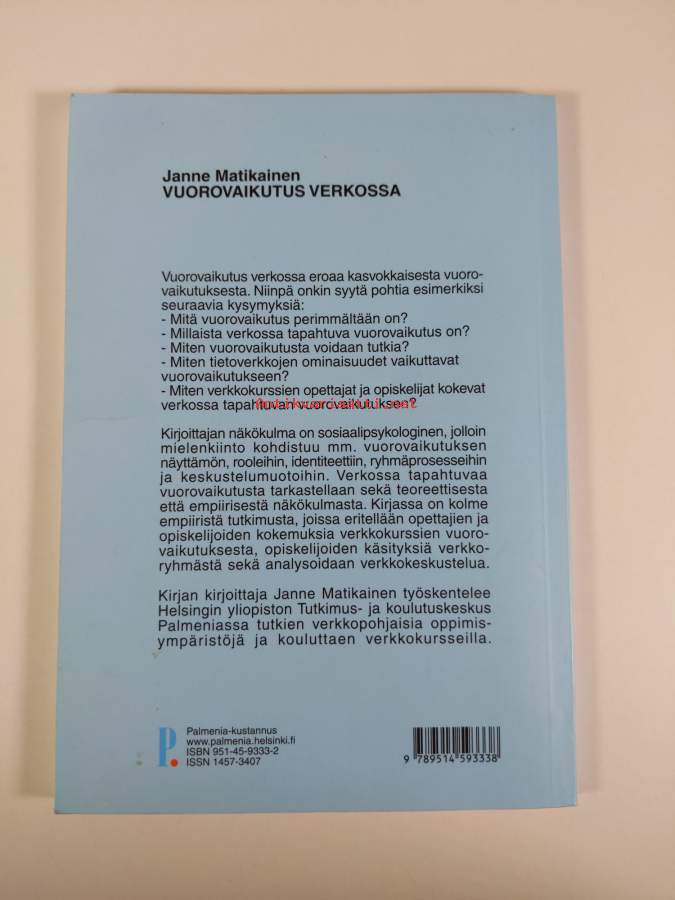 Janne Matikainen
VUOROVAIKUTUS VERKOSSA
Vuorovaikutus verkossa eroaa kasvokkaisesta vuoro-
vaikutuksesta. Niinpä onkin syytä pohtia esimerkiksi
seuraavia kysymyksiä:
- Mitä vuorovaikutus perimmältään on?
- Millaista verkossa tapahtuva vuorovaikutus on?
- Miten vuorovaikutusta voidaan tutkia?
- Miten tietoverkkojen ominaisuudet vaikuttavat
vuorovaikutukseen?
- Miten verkkokurssien opettajat ja opiskelijat kokevat
verkossa tapahtuvan vuorovaikutuksen?
Antikvariaatti.net
Kirjoittajan näkökulma on sosiaalipsykologinen, jolloin
mielenkiinto kohdistuu mm. vuorovaikutuksen
näyttämön, rooleihin, identiteettiin, ryhmäprosesseihin
ja keskustelumuotoihin. Verkossa tapahtuvaa
vuorovaikutusta tarkastellaan sekä teoreettisesta
että empiirisestä näkökulmasta. Kirjassa on kolme
empiiristä tutkimusta, joissa eritellään opettajien ja
opiskelijoiden kokemuksia verkkokurssien vuoro-
vaikutuksesta, opiskelijoiden käsityksiä verkko-
ryhmästä sekä analysoidaan verkkokeskustelua.
Kirjan kirjoittaja Janne Matikainen työskentelee
Helsingin yliopiston Tutkimus- ja koulutuskeskus
Palmeniassa tutkien verkkopohjaisia oppimis-
ympäristöjä ja kouluttaen verkkokursseilla.
P.
Palmenia-kustannus
www.palmenia.helsinki.fi
ISBN 951-45-9333-2
ISSN 1457-3407
9 789514 593338